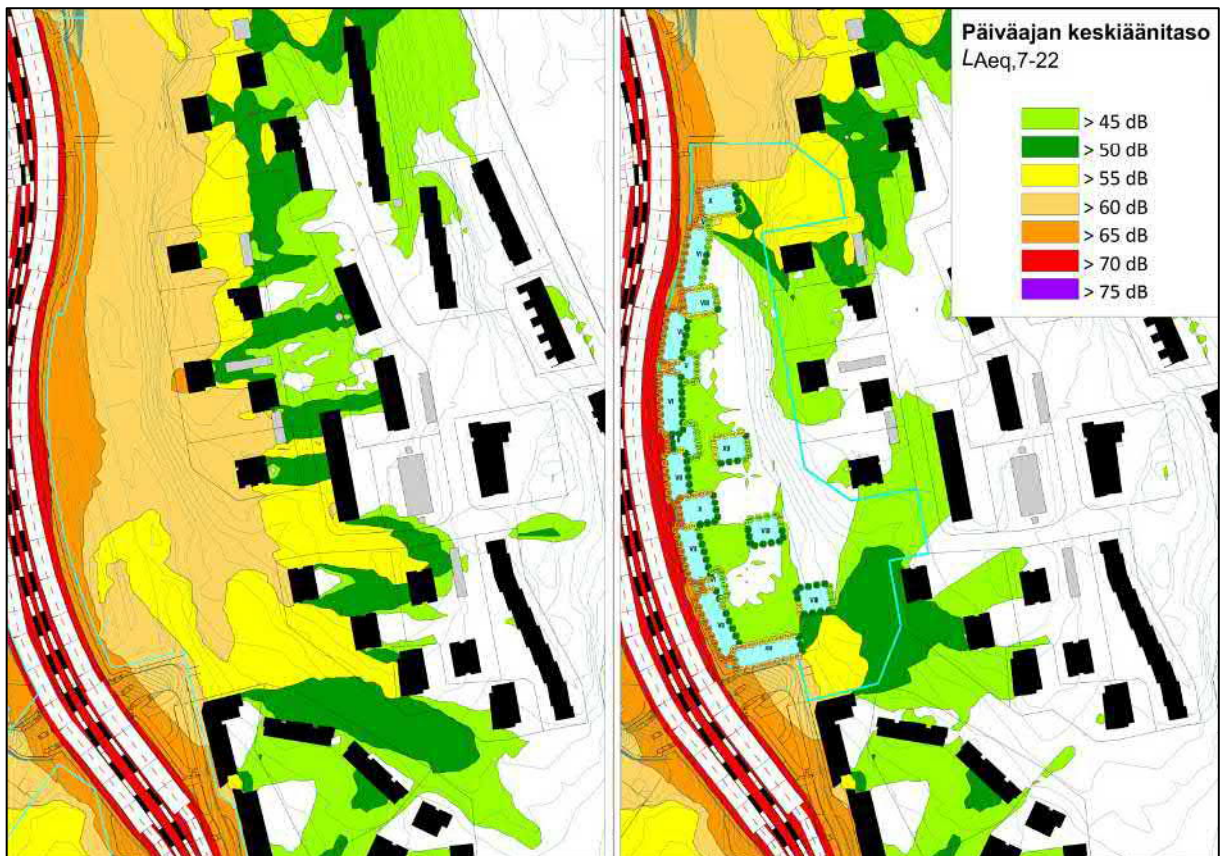 Päiväajan keskiäänitaso
LAeq,7-22
> 45 dB
> 50 dB
> 55 dB
> 60 dB
> 65 dB
> 70 dB
> 75 dB